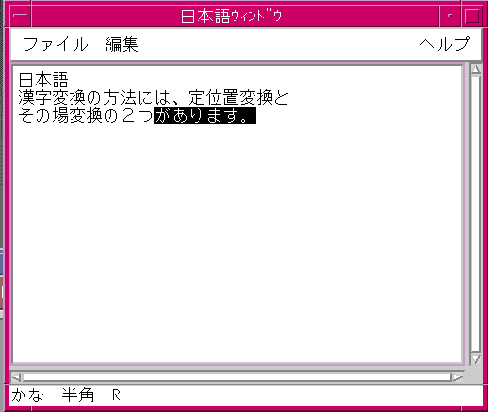 日本語ｳｨﾝﾄﾞｳ
ファイル 編集 ヘルプ
日本語
漢字変換の方法には、定位置変換と
その場変換の２つがあります。
かな 半角 R